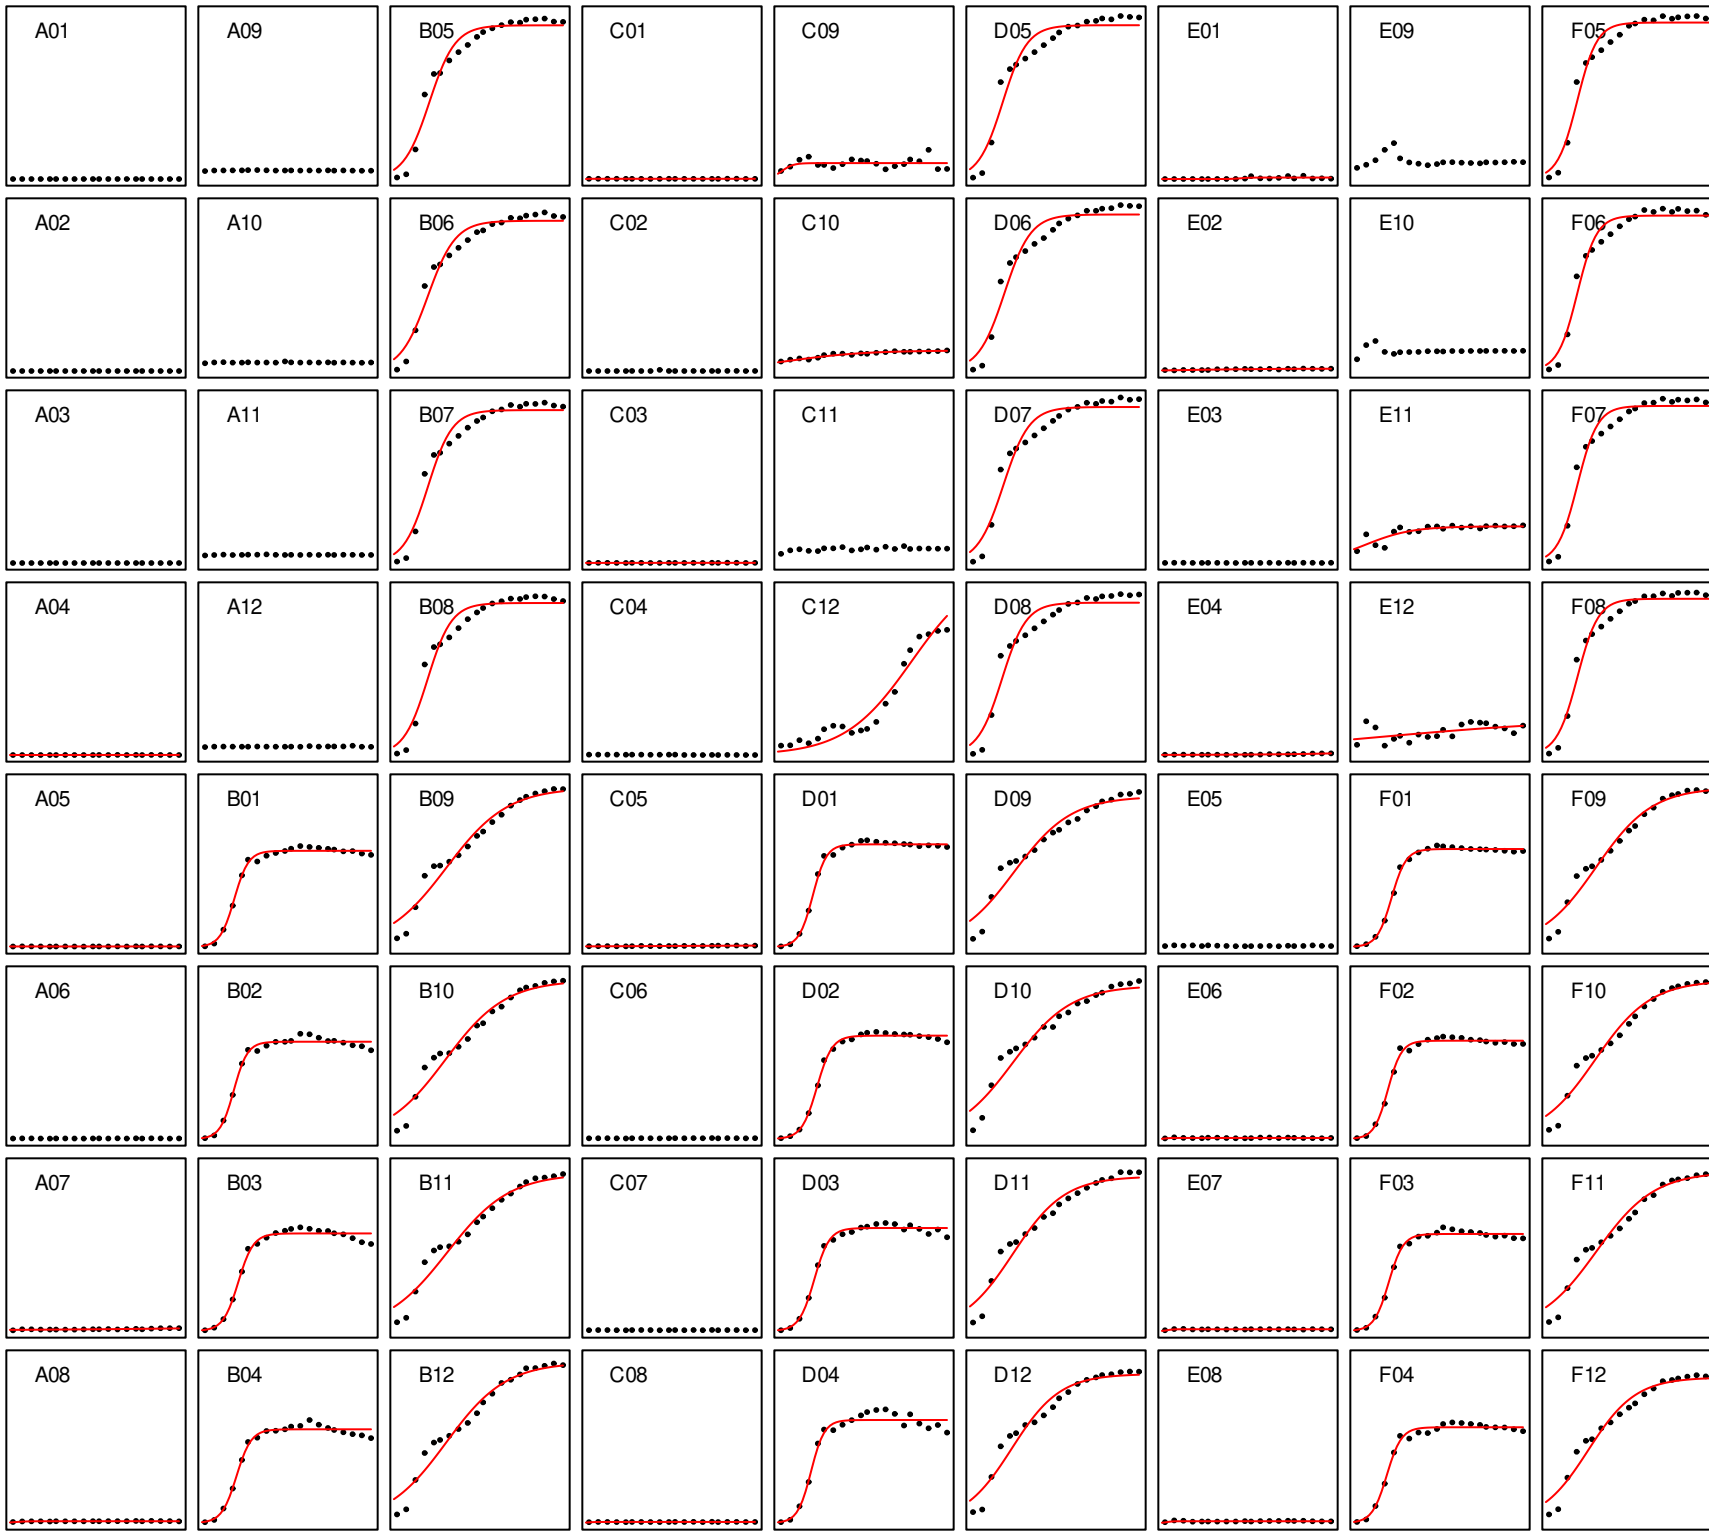 A01 A09 B05 C01 C09 D05 E01 E09 F05
A02 A10 B06 C02 C10 D06 E02 E10 F06
A03 A11 B07 C03 C11 D07 E03 E11 F07
A04 A12 B08 C04 C12 D08 E04 E12 F08
A05 B01 B09 C05 D01 D09 E05 F01 F09
A06 B02 B10 C06 D02 D10 E06 F02 F10
A07 B03 B11 C07 D03 D11 E07 F03 F11
A08 B04 B12 C08 D04 D12 E08 F04 F12